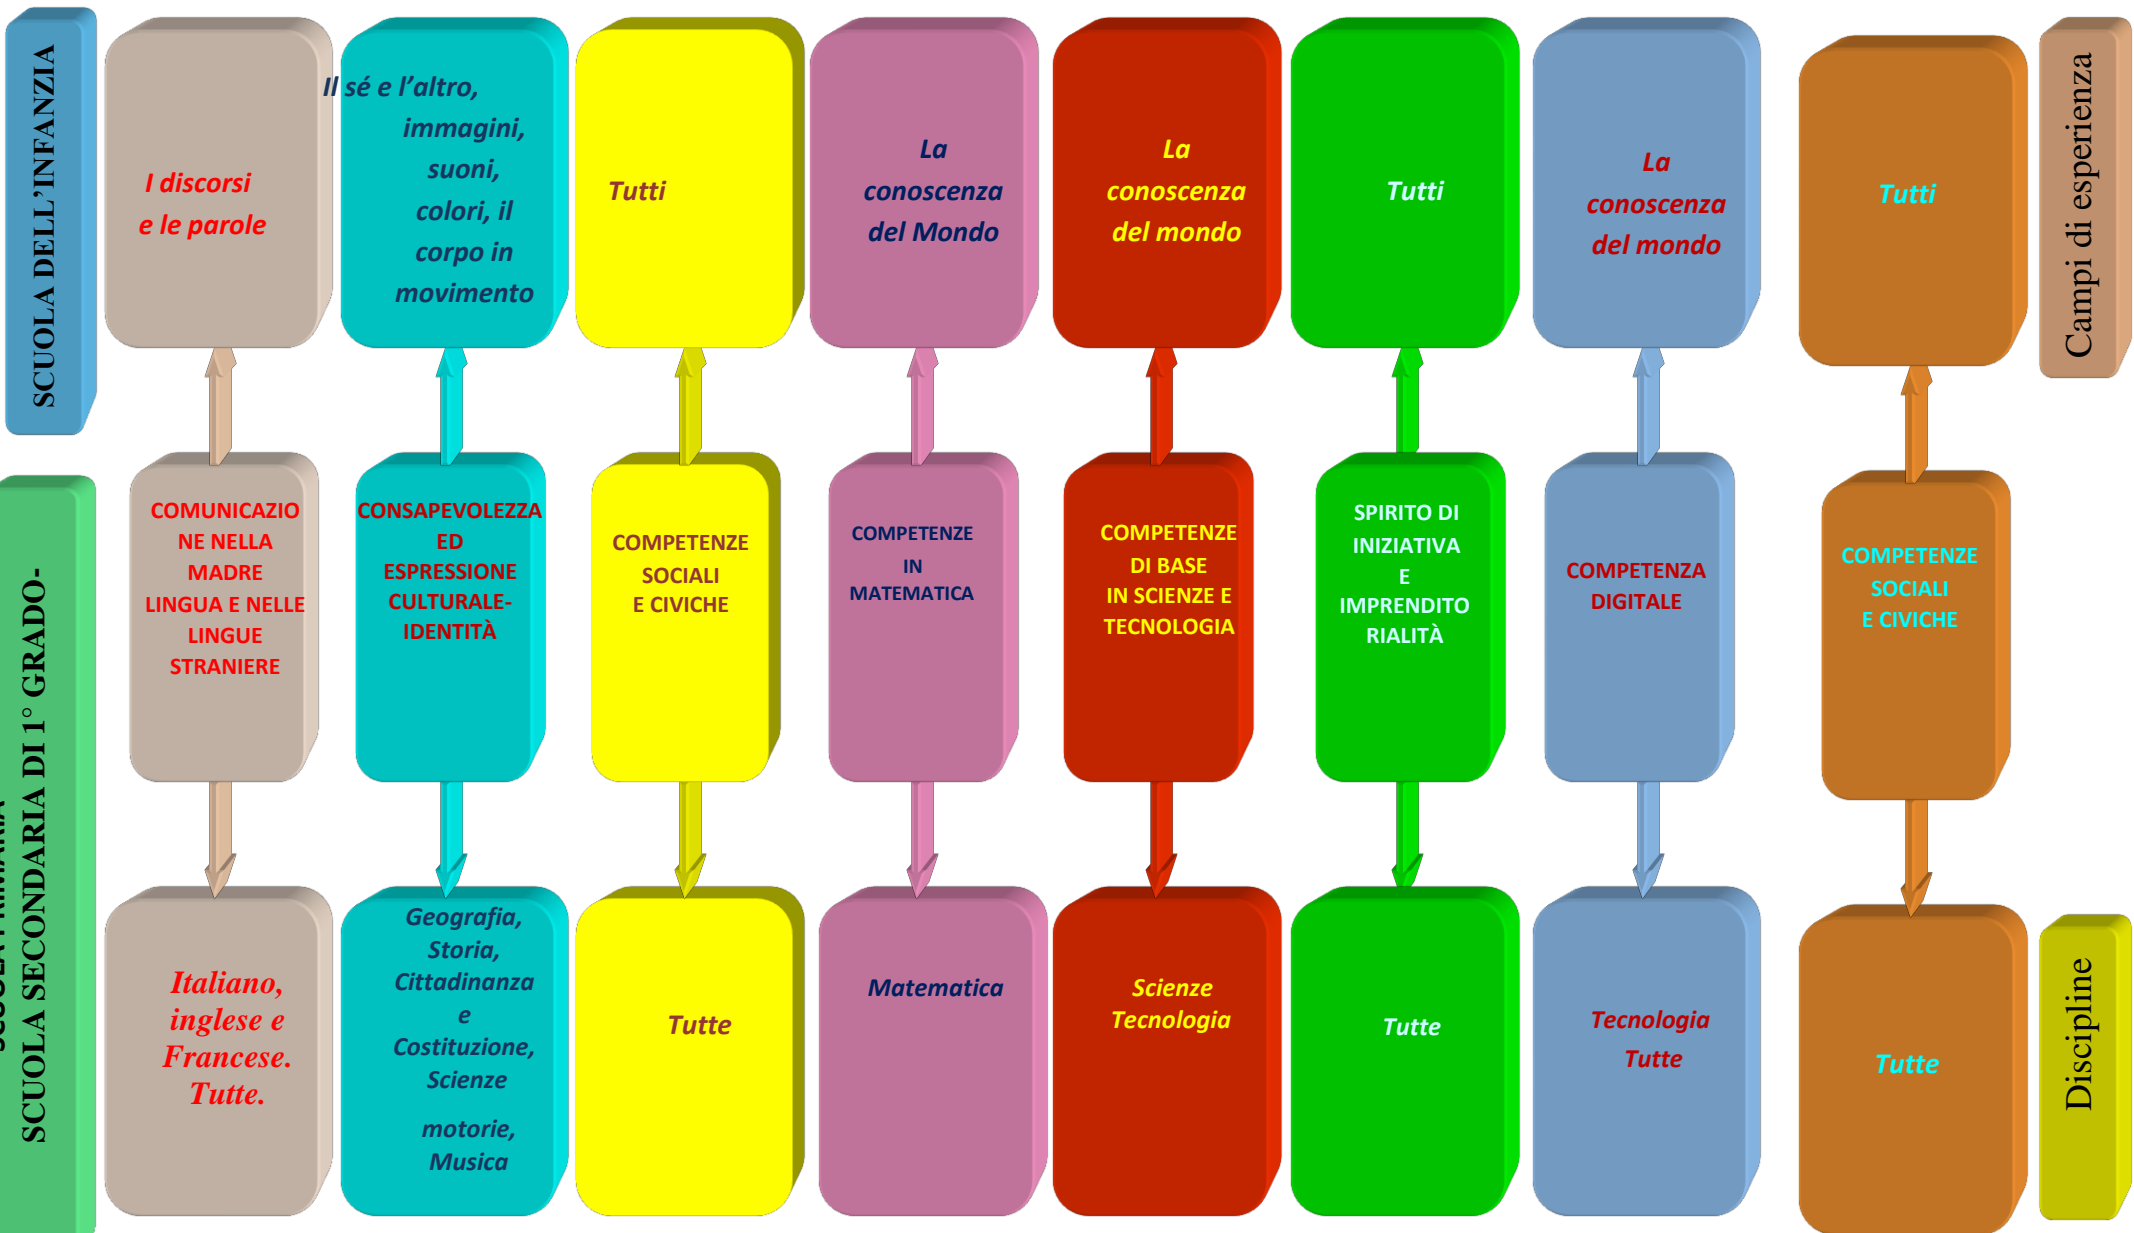 SCUOLA DELL’INFANZIA
I discorsi
e le parole
Il sé e l’altro,
immagini,
suoni,
colori, il
corpo in
movimento
Tutti
La
conoscenza
del Mondo
La
conoscenza
del mondo
Tutti
La
conoscenza
del mondo
Tutti
Campi di esperienza
SCUOLA PRIMARIA
SCUOLA SECONDARIA DI 1° GRADO-
COMUNICAZIO
NE NELLA
MADRE
LINGUA E NELLE
LINGUE
STRANIERE
CONSAPEVOLEZZA
ED
ESPRESSIONE
CULTURALE-
IDENTITÀ
COMPETENZE
SOCIALI
E CIVICHE
COMPETENZE
IN
MATEMATICA
COMPETENZE
DI BASE
IN SCIENZE E
TECNOLOGIA
SPIRITO DI
INIZIATIVA
E
IMPRENDITO
RIALITÀ
COMPETENZA
DIGITALE
COMPETENZE
SOCIALI
E CIVICHE
Italiano,
inglese e
Francese.
Tutte.
Geografia,
Storia,
Cittadinanza
e
Costituzione,
Scienze
motorie,
Musica
Tutte
Matematica
Scienze
Tecnologia
Tutte
Tecnologia
Tutte
Tutte
Discipline